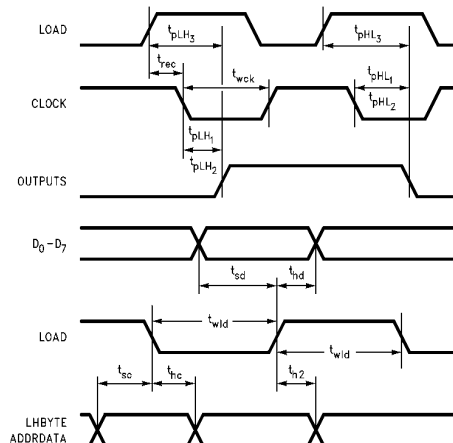 LOAD
tpLH3
tpHL3
trec
twck
tpHL1
CLOCK
tpHL2
tpLH1
tpLH2
OUTPUTS
D0–D7
tsd
thd
LOAD
twld
twld
tsc
thc
th2
LHBYTE
ADDRDATA